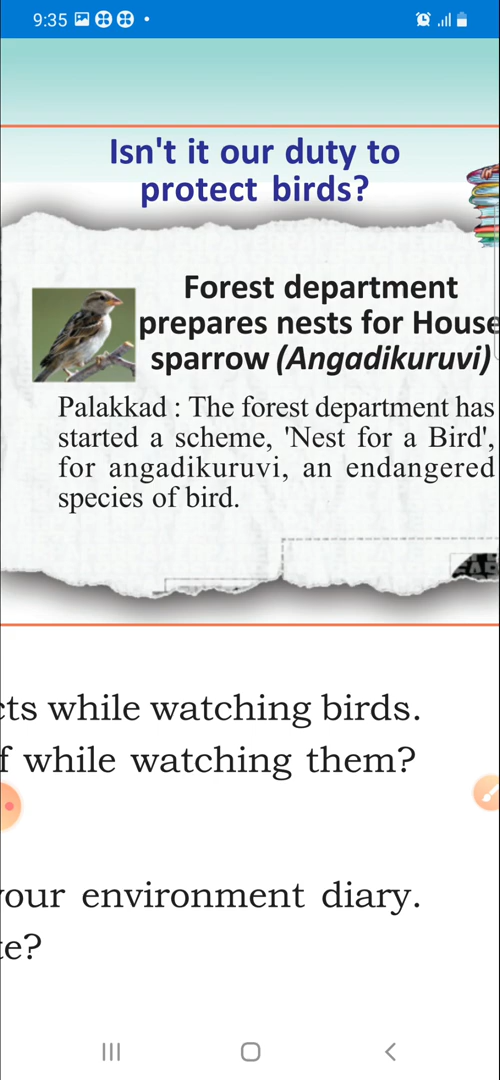 9:35
Isn't it our duty to
protect birds?
Forest department
prepares nests for House
sparrow (Angadikuruvi)
Palakkad : The forest department has
started a scheme, 'Nest for a Bird',
for angadikuruvi, an endangered
species of bird.
while watching birds.
while watching them?
environment diary.